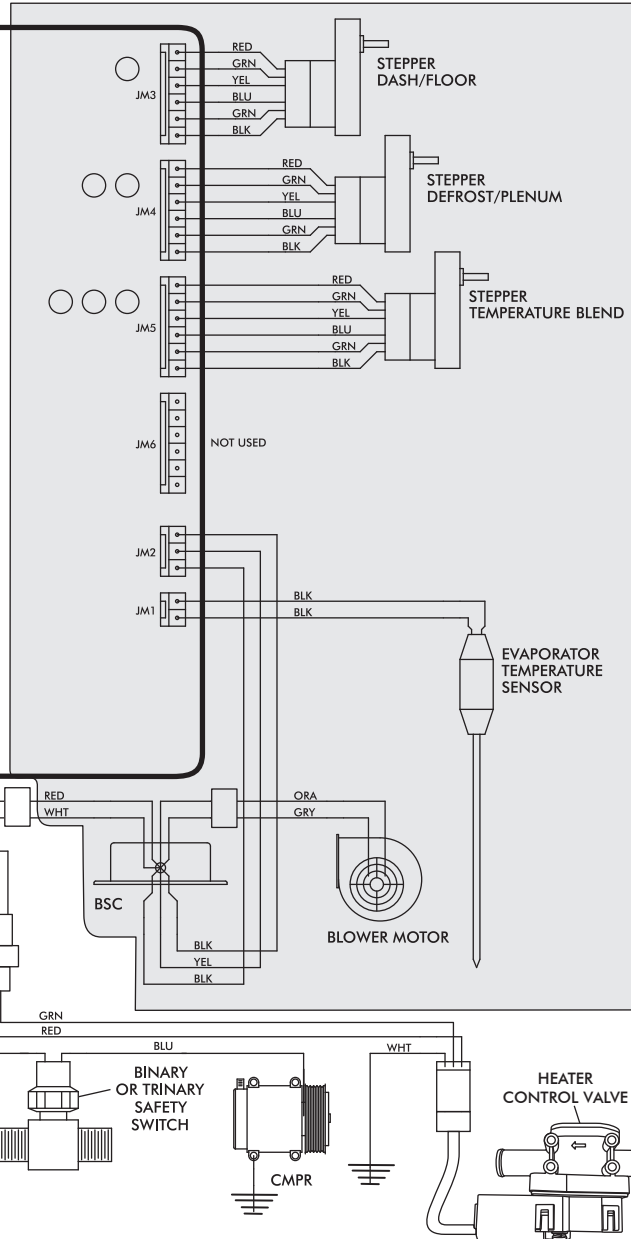 RED
GRN
YEL
BLU
GRN
BLK
JM3
STEPPER
DASH/FLOOR
RED
GRN
YEL
BLU
GRN
BLK
JM4
STEPPER
DEFROST/PLENUM
RED
GRN
YEL
BLU
GRN
BLK
JM5
STEPPER
TEMPERATURE BLEND
JM6
NOT USED
JM2
JM1
BLK
BLK
EVAPORATOR
TEMPERATURE
SENSOR
RED
WHT
ORA
GRY
BSC
BLOWER MOTOR
BLK
YEL
BLK
GRN
RED
BLU
WHT
BINARY
OR TRINARY
SAFETY
SWITCH
CMPR
HEATER
CONTROL VALVE